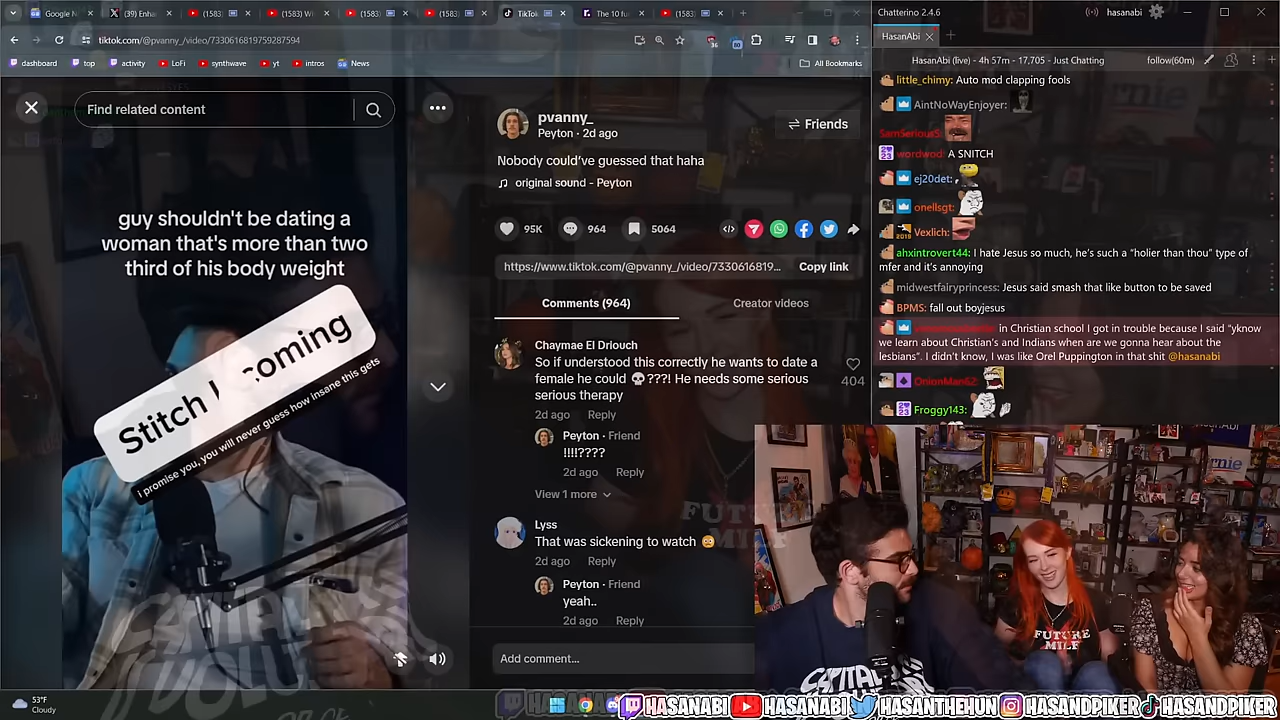 Google N
(39) Enha
(1583)
(1583) Wi
(1583)
(1583)
TikTok
The 10 fu
(1583)
tiktok.com/@pvanny_/video/7330616819759287594
dashboard
top
activity
LoFi
synthwave
yt
intros
News
All Bookmarks
Find related content
guy shouldn't be dating a
woman that's more than two
third of his body weight
Stitch
coming
i promise you, you will never guess how insane this gets
pvanny_
Peyton · 2d ago
Friends
Nobody could've guessed that haha
original sound - Peyton
95K
964
5064
https://www.tiktok.com/@pvanny_/video/7330616819...
Copy link
Comments (964)
Creator videos
Chaymae El Driouch
So if understood this correctly he wants to date a
female he could 💀???! He needs some serious
serious therapy
404
2d ago
Reply
Peyton · Friend
!!!!????
2d ago
Reply
View 1 more
Lyss
That was sickening to watch 😳
2d ago
Reply
Peyton · Friend
yeah..
2d ago
Reply
Add comment...
Chatterino 2.4.6
hasanabi
HasanAbi
HasanAbi (live) - 4h 57m - 17,705 - Just Chatting
follow(60m)
little_chimy: Auto mod clapping fools
AintNoWayEnjoyer:
SamSeriousS:
wordwod: A SNITCH
ej20det:
oneilsgt:
Vexlich:
ahxintrovert44: I hate Jesus so much, he's such a "holier than thou" type of
mfer and it's annoying
midwestfairyprincess: Jesus said smash that like button to be saved
BPMS: fall out boyjesus
in Christian school I got in trouble because I said "yknow
we learn about Christian's and Indians when are we gonna hear about the
lesbians". I didn't know, I was like Orel Puppington in that shit @hasanabi
OnionMan62:
Froggy143:
FUTURE
MILF
FUTURE
MILF
CAPITAL
53°F
Cloudy
HASANABI
HASANABI
HASANTHEHUN
HASANDPIKER
HASANDPIKER